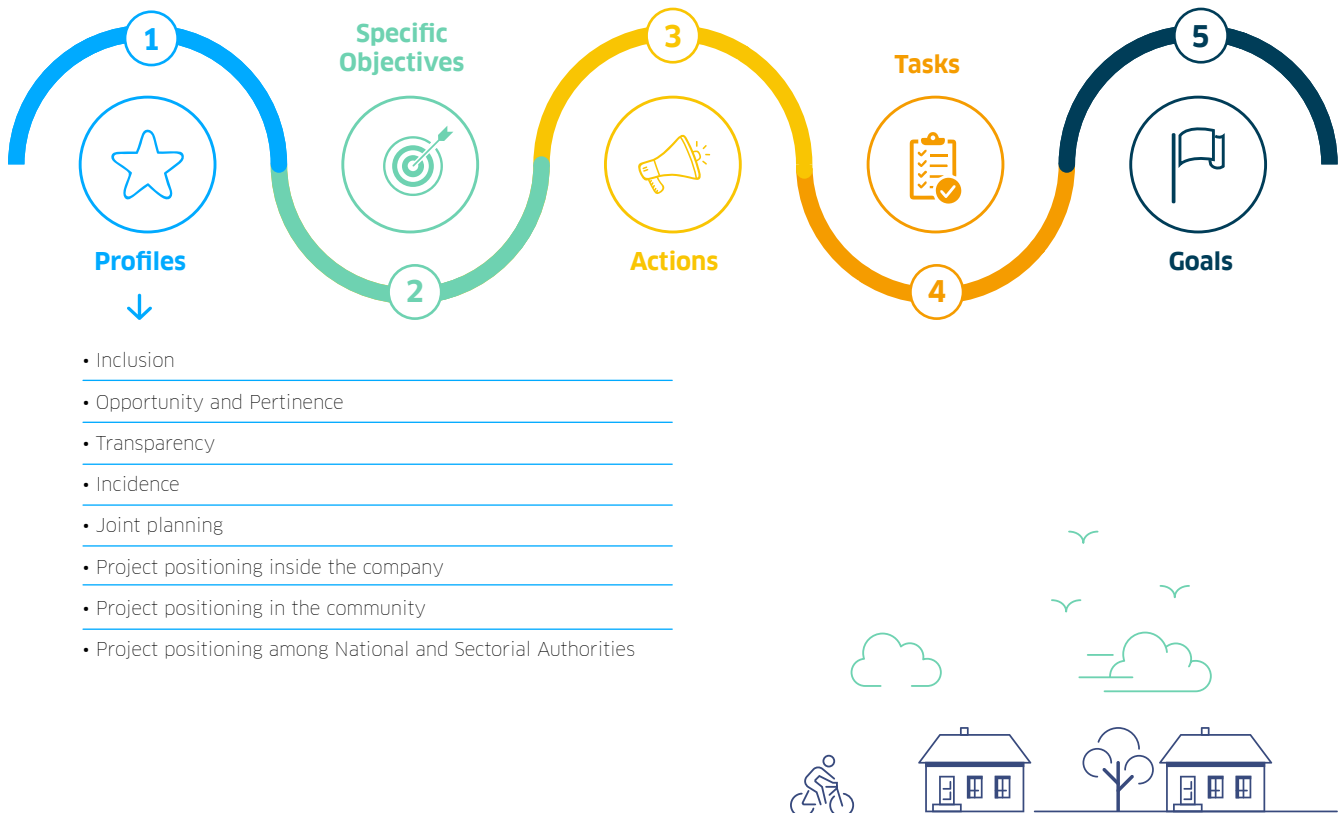 1
Profiles
Specific
Objectives
2
3
Actions
Tasks
4
5
Goals
• Inclusion
• Opportunity and Pertinence
• Transparency
• Incidence
• Joint planning
• Project positioning inside the company
• Project positioning in the community
• Project positioning among National and Sectorial Authorities